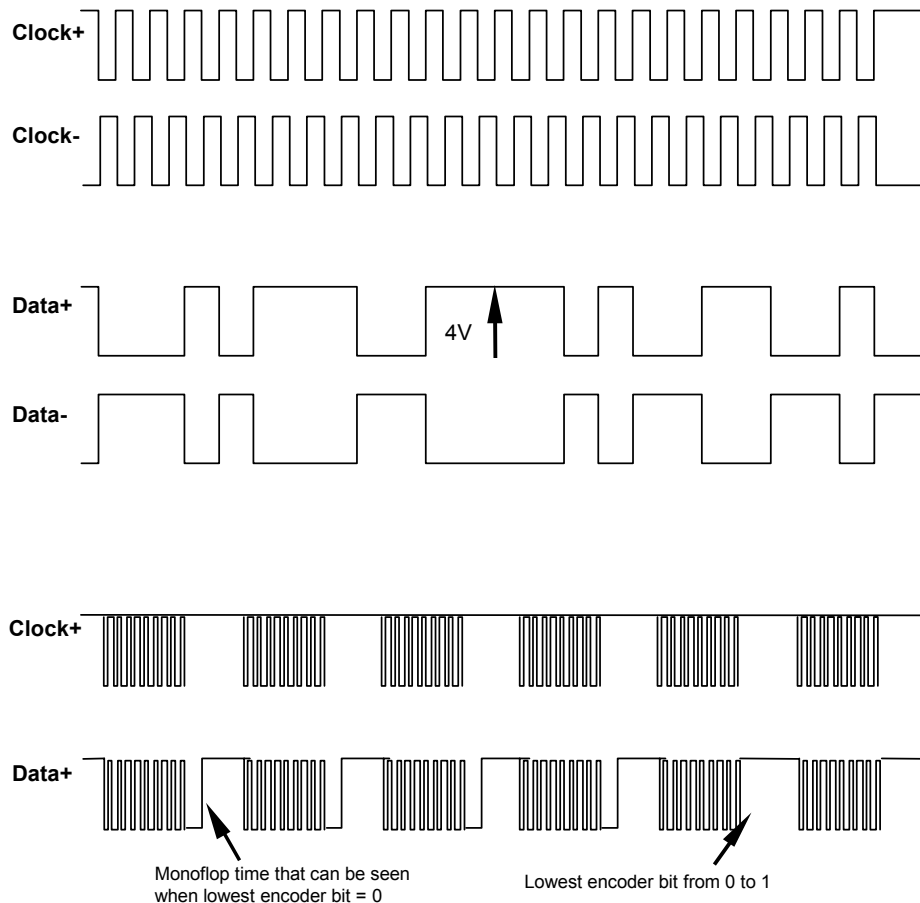 Clock+
Clock-
Data+
4V
Data-
Clock+
Data+
Monoflop time that can be seen
when lowest encoder bit = 0
Lowest encoder bit from 0 to 1